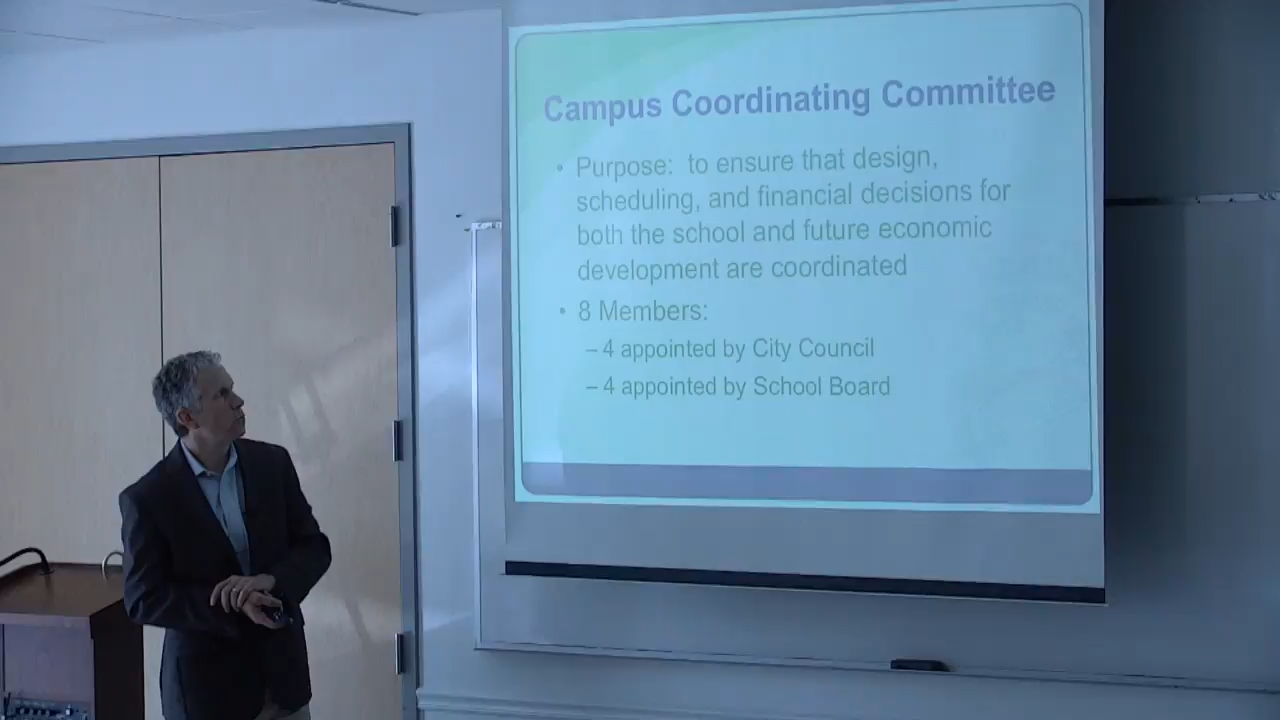 Campus Coordinating Committee
• Purpose: to ensure that design,
scheduling, and financial decisions for
both the school and future economic
development are coordinated
• 8 Members:
– 4 appointed by City Council
– 4 appointed by School Board